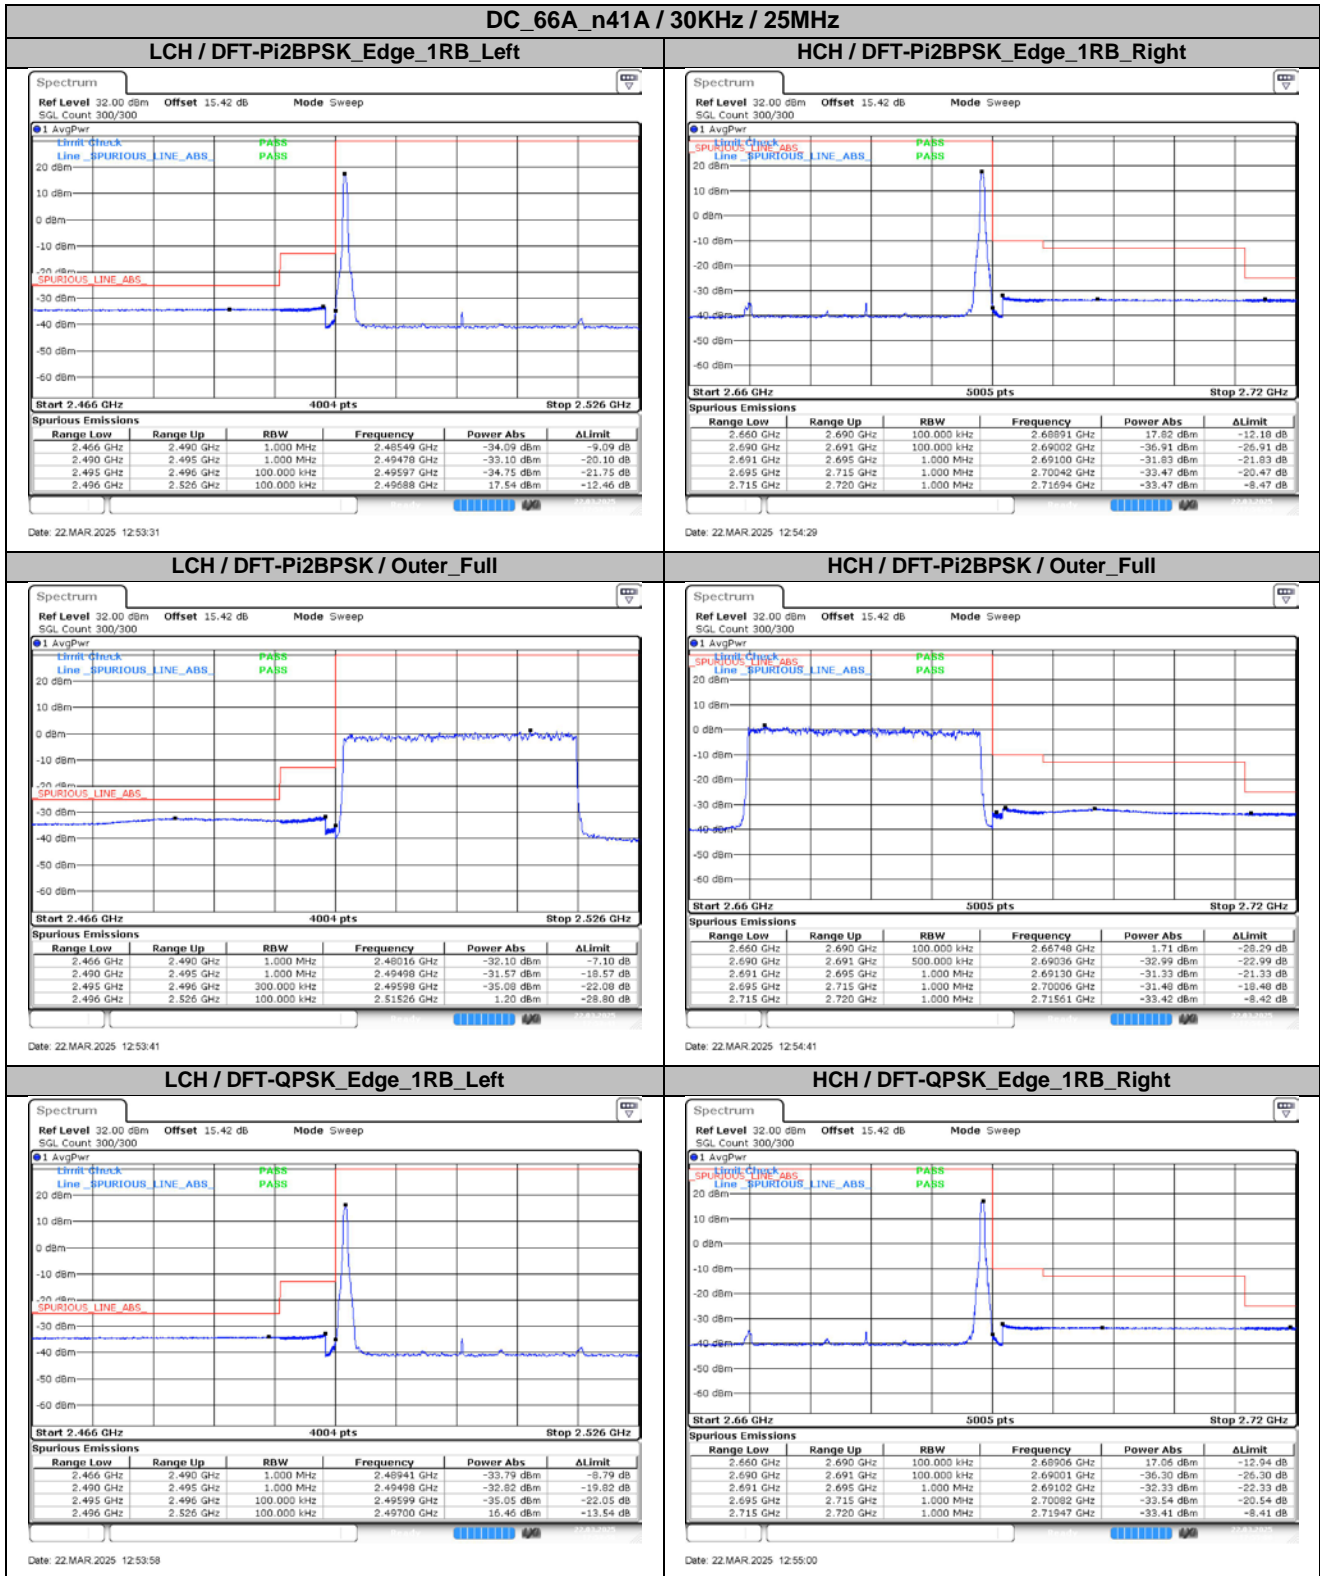 DC_66A_n41A / 30KHz / 25MHz
LCH / DFT-Pi2BPSK_Edge_1RB_Left
Spectrum
Ref Level 32.00 dBm Offset 15.42 dB Mode Sweep
SGL Count 300/300
1 AvgPwr
Limit Check PASS
Line _SPURIOUS_LINE_ABS_ PASS
20 dBm
10 dBm
0 dBm
-10 dBm
-20 dBm
_SPURIOUS_LINE_ABS_
-30 dBm
-40 dBm
-50 dBm
-60 dBm
Start 2.466 GHz 4004 pts Stop 2.526 GHz
Spurious Emissions
Range Low Range Up RBW Frequency Power Abs ΔLimit
2.466 GHz 2.490 GHz 1.000 MHz 2.48549 GHz -34.09 dBm -9.09 dB
2.490 GHz 2.495 GHz 1.000 MHz 2.49478 GHz -33.10 dBm -20.10 dB
2.495 GHz 2.496 GHz 100.000 kHz 2.49597 GHz -34.75 dBm -21.75 dB
2.496 GHz 2.526 GHz 100.000 kHz 2.49688 GHz 17.54 dBm -12.46 dB
Date: 22.MAR.2025 12:53:31
HCH / DFT-Pi2BPSK_Edge_1RB_Right
Spectrum
Ref Level 32.00 dBm Offset 15.42 dB Mode Sweep
SGL Count 300/300
1 AvgPwr
Limit Check PASS
_SPURIOUS_LINE_ABS_
Line _SPURIOUS_LINE_ABS_ PASS
20 dBm
10 dBm
0 dBm
-10 dBm
-20 dBm
-30 dBm
-40 dBm
-50 dBm
-60 dBm
Start 2.66 GHz 5005 pts Stop 2.72 GHz
Spurious Emissions
Range Low Range Up RBW Frequency Power Abs ΔLimit
2.660 GHz 2.690 GHz 100.000 kHz 2.68891 GHz 17.82 dBm -12.18 dB
2.690 GHz 2.691 GHz 100.000 kHz 2.69002 GHz -36.91 dBm -26.91 dB
2.691 GHz 2.695 GHz 1.000 MHz 2.69100 GHz -31.83 dBm -21.83 dB
2.695 GHz 2.715 GHz 1.000 MHz 2.70042 GHz -33.47 dBm -20.47 dB
2.715 GHz 2.720 GHz 1.000 MHz 2.71694 GHz -33.47 dBm -8.47 dB
Date: 22.MAR.2025 12:54:29
LCH / DFT-Pi2BPSK / Outer_Full
Spectrum
Ref Level 32.00 dBm Offset 15.42 dB Mode Sweep
SGL Count 300/300
1 AvgPwr
Limit Check PASS
Line _SPURIOUS_LINE_ABS_ PASS
20 dBm
10 dBm
0 dBm
-10 dBm
-20 dBm
_SPURIOUS_LINE_ABS_
-30 dBm
-40 dBm
-50 dBm
-60 dBm
Start 2.466 GHz 4004 pts Stop 2.526 GHz
Spurious Emissions
Range Low Range Up RBW Frequency Power Abs ΔLimit
2.466 GHz 2.490 GHz 1.000 MHz 2.48016 GHz -32.10 dBm -7.10 dB
2.490 GHz 2.495 GHz 1.000 MHz 2.49498 GHz -31.57 dBm -18.57 dB
2.495 GHz 2.496 GHz 300.000 kHz 2.49598 GHz -35.08 dBm -22.08 dB
2.496 GHz 2.526 GHz 100.000 kHz 2.51526 GHz 1.20 dBm -28.80 dB
Date: 22.MAR.2025 12:53:41
HCH / DFT-Pi2BPSK / Outer_Full
Spectrum
Ref Level 32.00 dBm Offset 15.42 dB Mode Sweep
SGL Count 300/300
1 AvgPwr
Limit Check PASS
_SPURIOUS_LINE_ABS_
Line _SPURIOUS_LINE_ABS_ PASS
20 dBm
10 dBm
0 dBm
-10 dBm
-20 dBm
-30 dBm
-40 dBm
-50 dBm
-60 dBm
Start 2.66 GHz 5005 pts Stop 2.72 GHz
Spurious Emissions
Range Low Range Up RBW Frequency Power Abs ΔLimit
2.660 GHz 2.690 GHz 100.000 kHz 2.66748 GHz 1.71 dBm -28.29 dB
2.690 GHz 2.691 GHz 500.000 kHz 2.69036 GHz -32.99 dBm -22.99 dB
2.691 GHz 2.695 GHz 1.000 MHz 2.69130 GHz -31.33 dBm -21.33 dB
2.695 GHz 2.715 GHz 1.000 MHz 2.70006 GHz -31.48 dBm -18.48 dB
2.715 GHz 2.720 GHz 1.000 MHz 2.71561 GHz -33.42 dBm -8.42 dB
Date: 22.MAR.2025 12:54:41
LCH / DFT-QPSK_Edge_1RB_Left
Spectrum
Ref Level 32.00 dBm Offset 15.42 dB Mode Sweep
SGL Count 300/300
1 AvgPwr
Limit Check PASS
Line _SPURIOUS_LINE_ABS_ PASS
20 dBm
10 dBm
0 dBm
-10 dBm
-20 dBm
_SPURIOUS_LINE_ABS_
-30 dBm
-40 dBm
-50 dBm
-60 dBm
Start 2.466 GHz 4004 pts Stop 2.526 GHz
Spurious Emissions
Range Low Range Up RBW Frequency Power Abs ΔLimit
2.466 GHz 2.490 GHz 1.000 MHz 2.48941 GHz -33.79 dBm -8.79 dB
2.490 GHz 2.495 GHz 1.000 MHz 2.49498 GHz -32.82 dBm -19.82 dB
2.495 GHz 2.496 GHz 100.000 kHz 2.49599 GHz -35.05 dBm -22.05 dB
2.496 GHz 2.526 GHz 100.000 kHz 2.49700 GHz 16.46 dBm -13.54 dB
Date: 22.MAR.2025 12:53:58
HCH / DFT-QPSK_Edge_1RB_Right
Spectrum
Ref Level 32.00 dBm Offset 15.42 dB Mode Sweep
SGL Count 300/300
1 AvgPwr
Limit Check PASS
_SPURIOUS_LINE_ABS_
Line _SPURIOUS_LINE_ABS_ PASS
20 dBm
10 dBm
0 dBm
-10 dBm
-20 dBm
-30 dBm
-40 dBm
-50 dBm
-60 dBm
Start 2.66 GHz 5005 pts Stop 2.72 GHz
Spurious Emissions
Range Low Range Up RBW Frequency Power Abs ΔLimit
2.660 GHz 2.690 GHz 100.000 kHz 2.68906 GHz 17.06 dBm -12.94 dB
2.690 GHz 2.691 GHz 100.000 kHz 2.69001 GHz -36.30 dBm -26.30 dB
2.691 GHz 2.695 GHz 1.000 MHz 2.69102 GHz -32.33 dBm -22.33 dB
2.695 GHz 2.715 GHz 1.000 MHz 2.70082 GHz -33.54 dBm -20.54 dB
2.715 GHz 2.720 GHz 1.000 MHz 2.71947 GHz -33.41 dBm -8.41 dB
Date: 22.MAR.2025 12:55:00